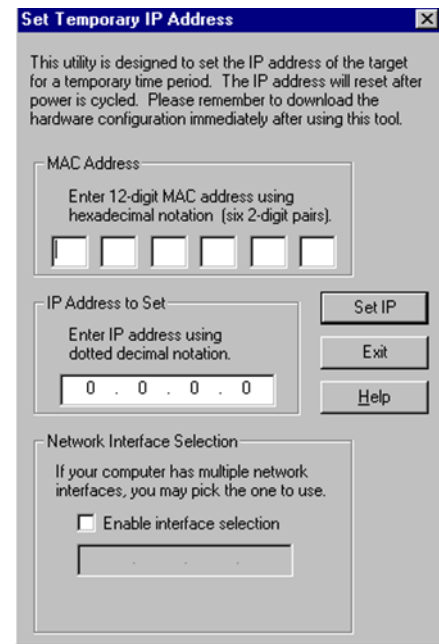 Set Temporary IP Address
This utility is designed to set the IP address of the target
for a temporary time period. The IP address will reset after
power is cycled. Please remember to download the
hardware configuration immediately after using this tool.
MAC Address
Enter 12-digit MAC address using
hexadecimal notation (six 2-digit pairs).
IP Address to Set
Enter IP address using
dotted decimal notation.
0 . 0 . 0 . 0
Set IP
Exit
Help
Network Interface Selection
If your computer has multiple network
interfaces, you may pick the one to use.
Enable interface selection
. . .